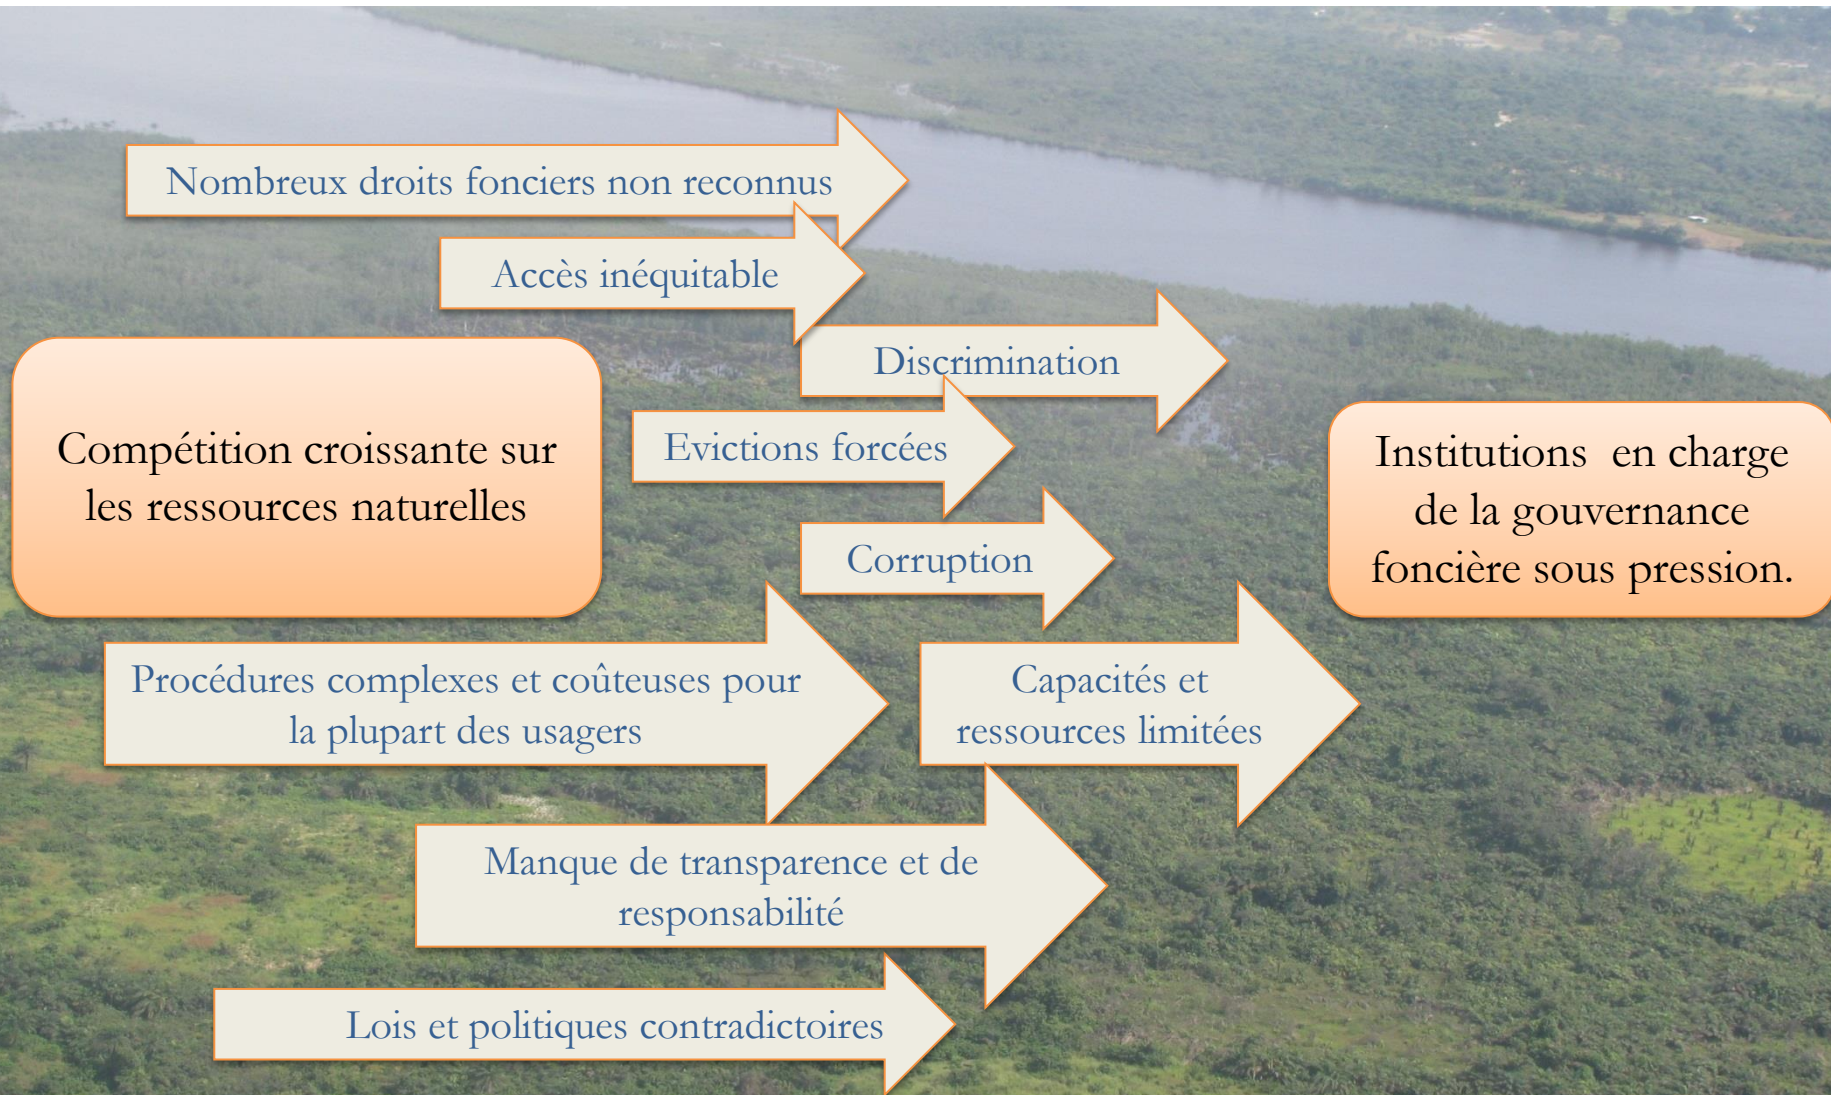 Nombreux droits fonciers non reconnus
Accès inéquitable
Discrimination
Compétition croissante sur
les ressources naturelles
Evictions forcées
Institutions en charge
de la gouvernance
foncière sous pression.
Corruption
Procédures complexes et coûteuses pour
la plupart des usagers
Capacités et
ressources limitées
Manque de transparence et de
responsabilité
Lois et politiques contradictoires